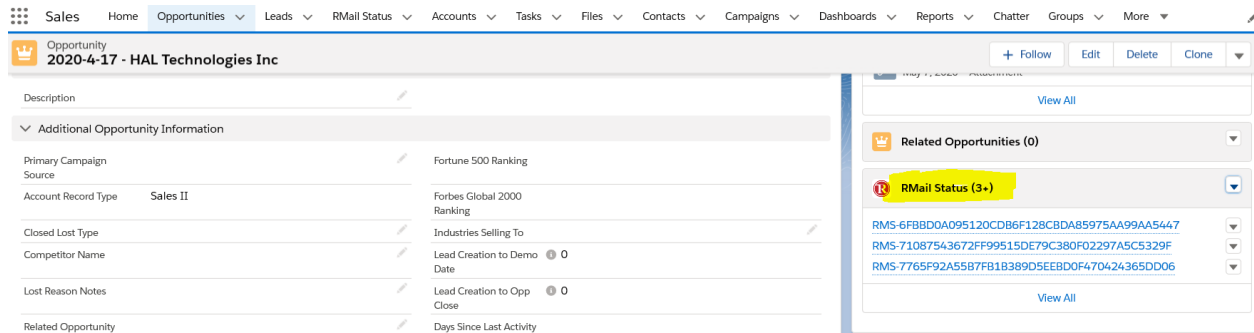 Sales Home Opportunities Leads RMail Status Accounts Tasks Files Contacts Campaigns Dashboards Reports Chatter Groups More
Opportunity
2020-4-17 - HAL Technologies Inc
+ Follow Edit Delete Clone
Description
Additional Opportunity Information
Primary Campaign Source
Fortune 500 Ranking
Account Record Type Sales II
Forbes Global 2000 Ranking
Closed Lost Type
Industries Selling To
Competitor Name
Lead Creation to Demo Date 0
Lost Reason Notes
Lead Creation to Opp Close 0
Related Opportunity
Days Since Last Activity
May 7, 2020 - Attachment
View All
Related Opportunities (0)
RMail Status (3+)
RMS-6FBBD0A095120CDB6F128CBDA85975AA99AA5447
RMS-71087543672FF99515DE79C380F02297A5C5329F
RMS-7765F92A55B7FB1B389D5EEBD0F470424365DD06
View All